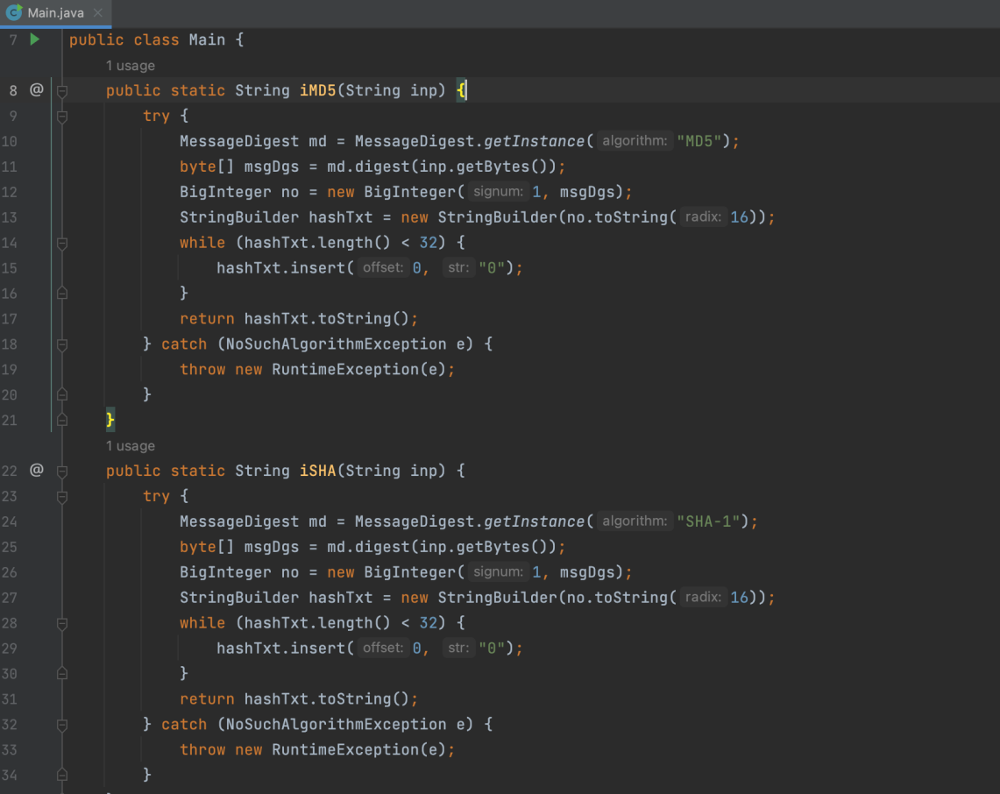 Main.java
7 public class Main {
1 usage
8 @ public static String iMD5(String inp) {
9 try {
10 MessageDigest md = MessageDigest.getInstance( algorithm: "MD5");
11 byte[] msgDgs = md.digest(inp.getBytes());
12 BigInteger no = new BigInteger( signum: 1, msgDgs);
13 StringBuilder hashTxt = new StringBuilder(no.toString( radix: 16));
14 while (hashTxt.length() < 32) {
15 hashTxt.insert( offset: 0, str: "0");
16 }
17 return hashTxt.toString();
18 } catch (NoSuchAlgorithmException e) {
19 throw new RuntimeException(e);
20 }
21 }
1 usage
22 @ public static String iSHA(String inp) {
23 try {
24 MessageDigest md = MessageDigest.getInstance( algorithm: "SHA-1");
25 byte[] msgDgs = md.digest(inp.getBytes());
26 BigInteger no = new BigInteger( signum: 1, msgDgs);
27 StringBuilder hashTxt = new StringBuilder(no.toString( radix: 16));
28 while (hashTxt.length() < 32) {
29 hashTxt.insert( offset: 0, str: "0");
30 }
31 return hashTxt.toString();
32 } catch (NoSuchAlgorithmException e) {
33 throw new RuntimeException(e);
34 }